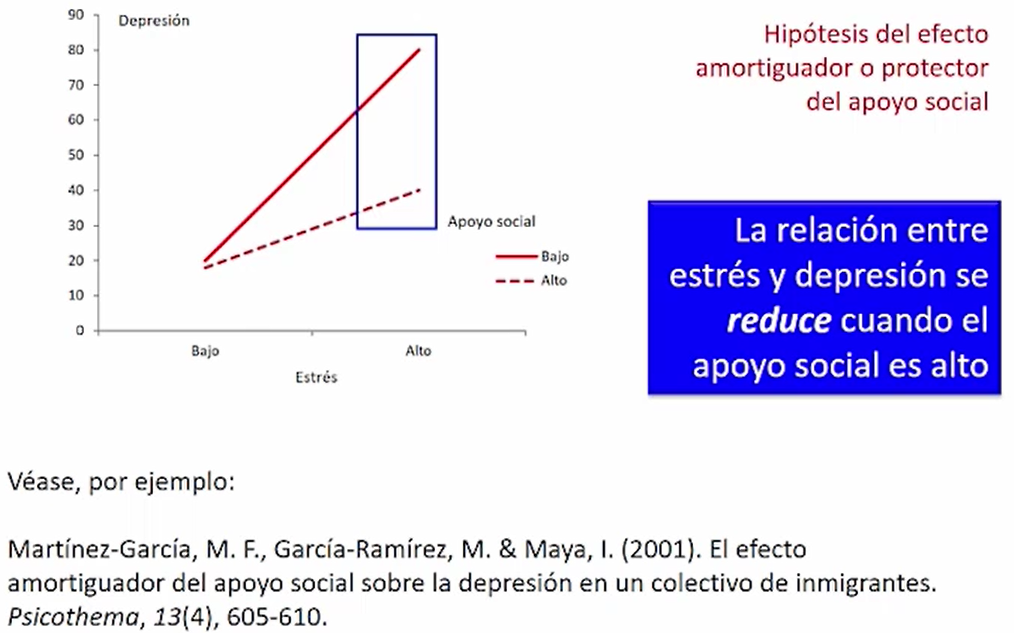 90
Depresión
80
70
60
50
40
30
20
10
0
Bajo
Alto
Estrés
Apoyo social
Bajo
Alto
Hipótesis del efecto
amortiguador o protector
del apoyo social
La relación entre
estrés y depresión se
reduce cuando el
apoyo social es alto
Véase, por ejemplo:
Martínez-García, M. F., García-Ramírez, M. & Maya, I. (2001). El efecto
amortiguador del apoyo social sobre la depresión en un colectivo de inmigrantes.
Psicothema, 13(4), 605-610.